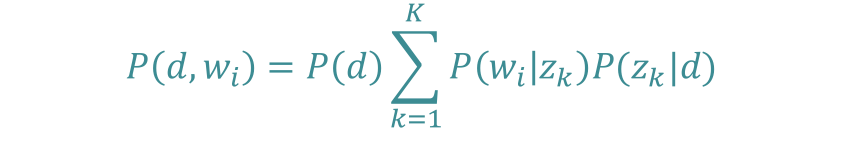 P(d, w_i) = P(d) \sum_{k=1}^{K} P(w_i|z_k)P(z_k|d)